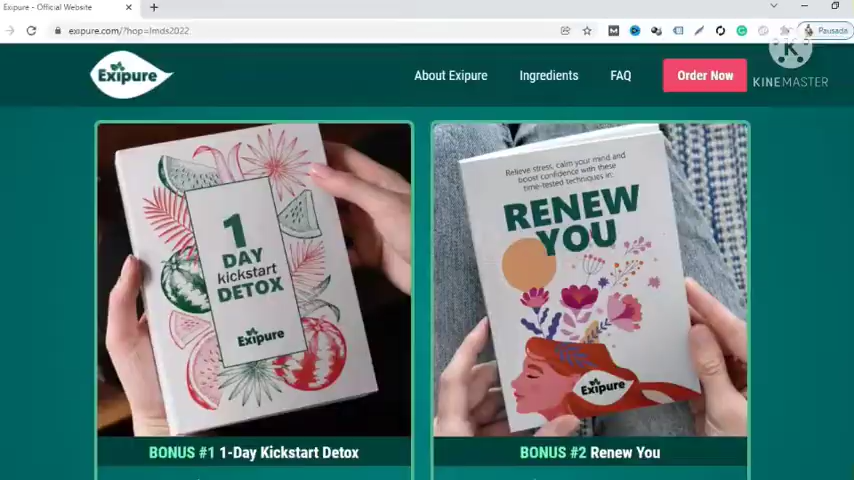 Exipure - Official Website
exipure.com/?hop=lmds2022
Pausada
K
KINEMASTER
Exipure
About Exipure
Ingredients
FAQ
Order Now
1
DAY
kickstart
DETOX
Exipure
Relieve stress, calm your mind and
boost confidence with these
time-tested techniques in:
RENEW
YOU
Exipure
BONUS #1 1-Day Kickstart Detox
BONUS #2 Renew You